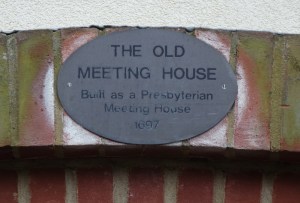 THE OLD
MEETING HOUSE
Built as a Presbyterian
Meeting House
1697